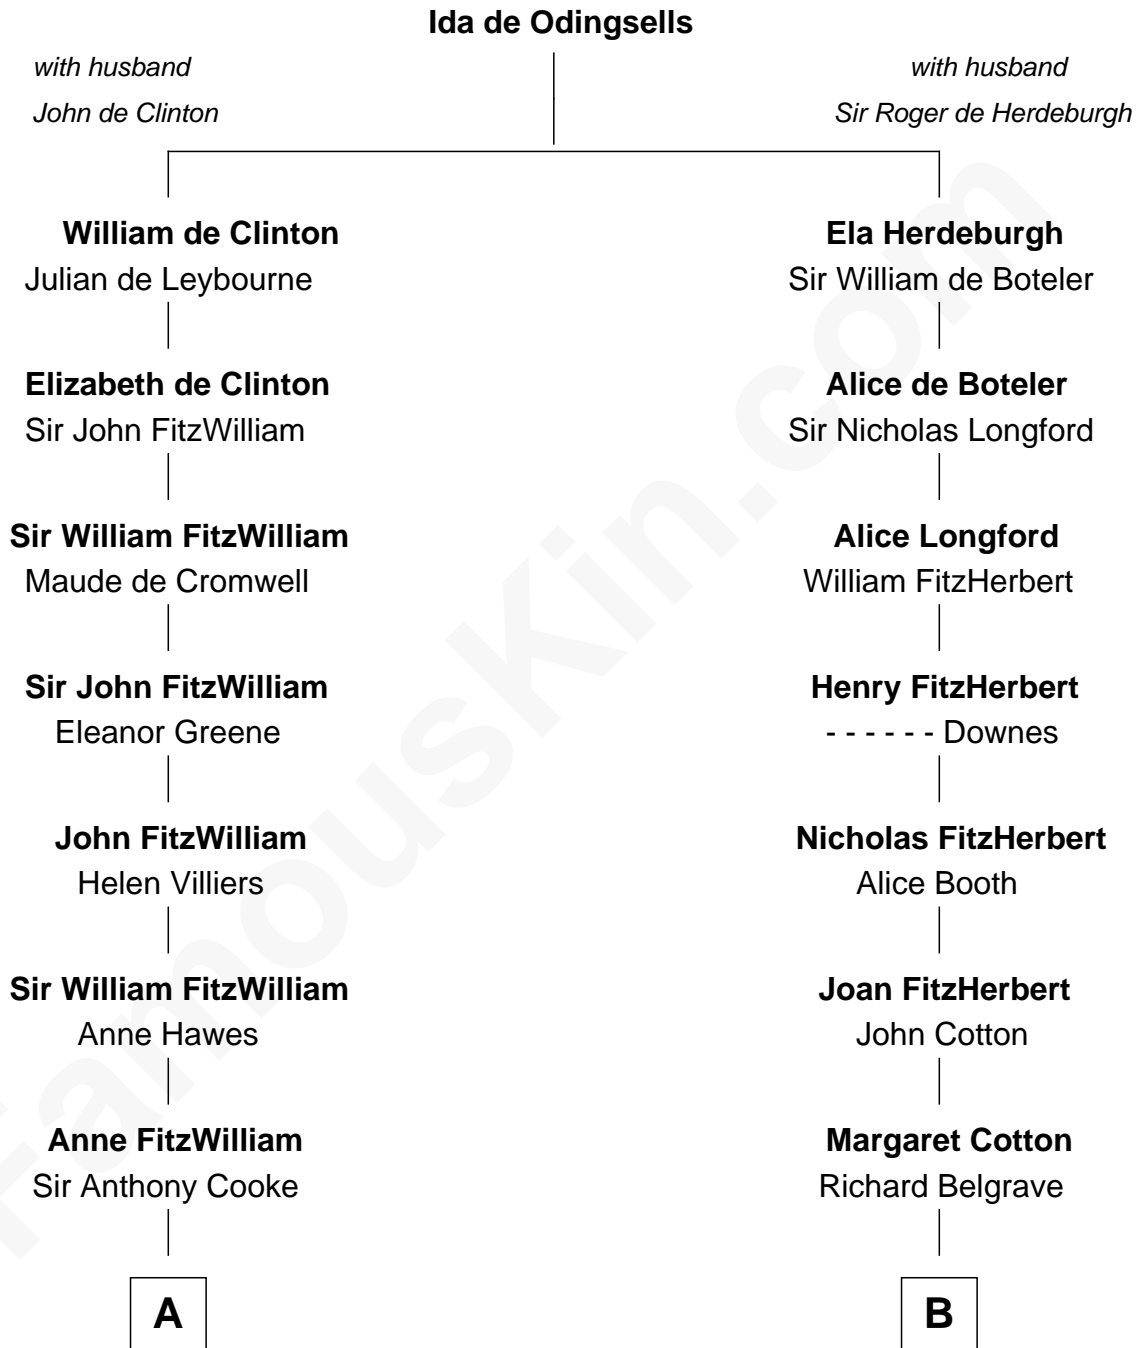 Ida de Odingsells
with husband
John de Clinton
with husband
Sir Roger de Herdeburgh
William de Clinton
Julian de Leybourne
Elizabeth de Clinton
Sir John FitzWilliam
Sir William FitzWilliam
Maude de Cromwell
Sir John FitzWilliam
Eleanor Greene
John FitzWilliam
Helen Villiers
Sir William FitzWilliam
Anne Hawes
Anne FitzWilliam
Sir Anthony Cooke
A
Ela Herdeburgh
Sir William de Boteler
Alice de Boteler
Sir Nicholas Longford
Alice Longford
William FitzHerbert
Henry FitzHerbert
- - - - - - Downes
Nicholas FitzHerbert
Alice Booth
Joan FitzHerbert
John Cotton
Margaret Cotton
Richard Belgrave
B
FamousKin.com